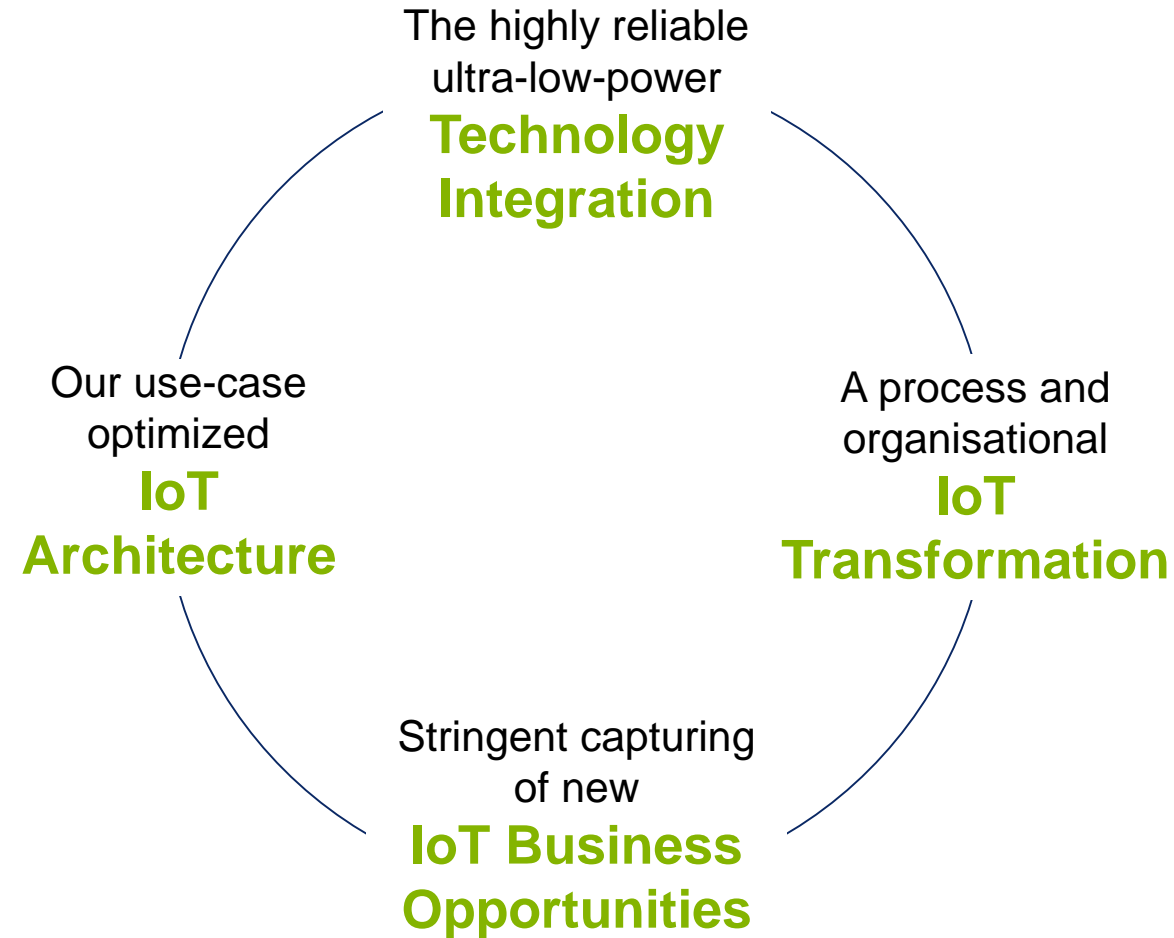 The highly reliable
ultra-low-power
Technology
Integration
Our use-case
optimized
IoT
Architecture
A process and
organisational
IoT
Transformation
Stringent capturing
of new
IoT Business
Opportunities